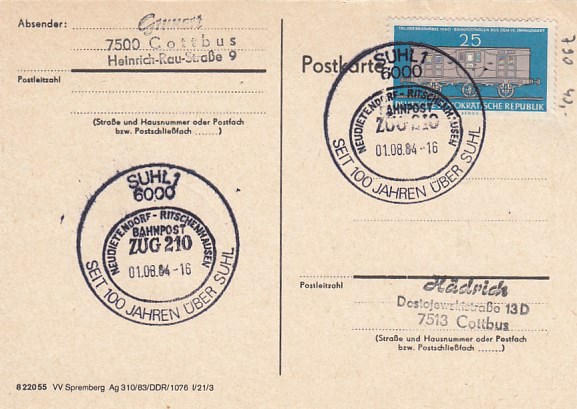 Absender:
7500 Cottbus
Heinrich-Rau-Straße 9
Postleitzahl
(Straße und Hausnummer oder Postfach
bzw. Postschließfach)
Postkarte
25
DEMOKRATISCHE REPUBLIK
SUHL 1
6000
NEUDIETENDORF - RITSCHENHAUSEN
BAHNPOST
ZUG 210
01.08.84-16
SEIT 100 JAHREN ÜBER SUHL
SUHL 1
6000
NEUDIETENDORF - RITSCHENHAUSEN
BAHNPOST
ZUG 210
01.08.84-16
SEIT 100 JAHREN ÜBER SUHL
Postleitzahl
Hädrich
Dostojewskistraße 13 D
7513 Cottbus
(Straße und Hausnummer oder Postfach
bzw. Postschließfach)
822055 VV Spremberg Ag 310/83/DDR/1076 I/21/3